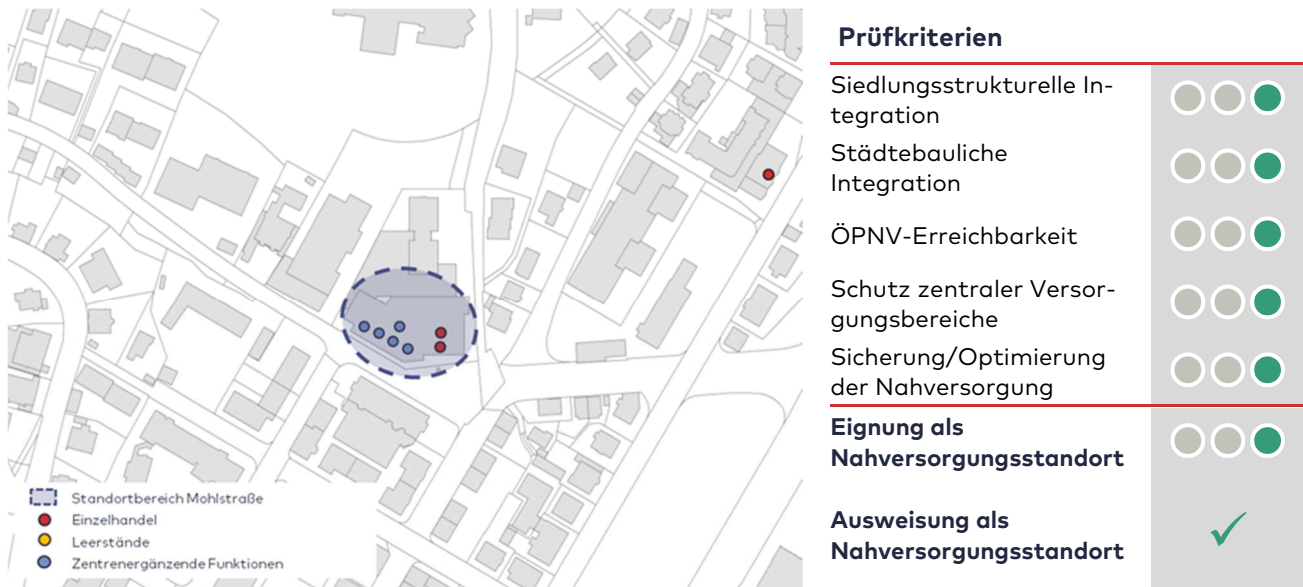 Standortbereich Mohlstraße
Einzelhandel
Leerstände
Zentrenergänzende Funktionen
Prüfkriterien
Siedlungsstrukturelle In-
tegration
Städtebauliche
Integration
ÖPNV-Erreichbarkeit
Schutz zentraler Versor-
gungsbereiche
Sicherung/Optimierung
der Nahversorgung
Eignung als
Nahversorgungsstandort
Ausweisung als
Nahversorgungsstandort